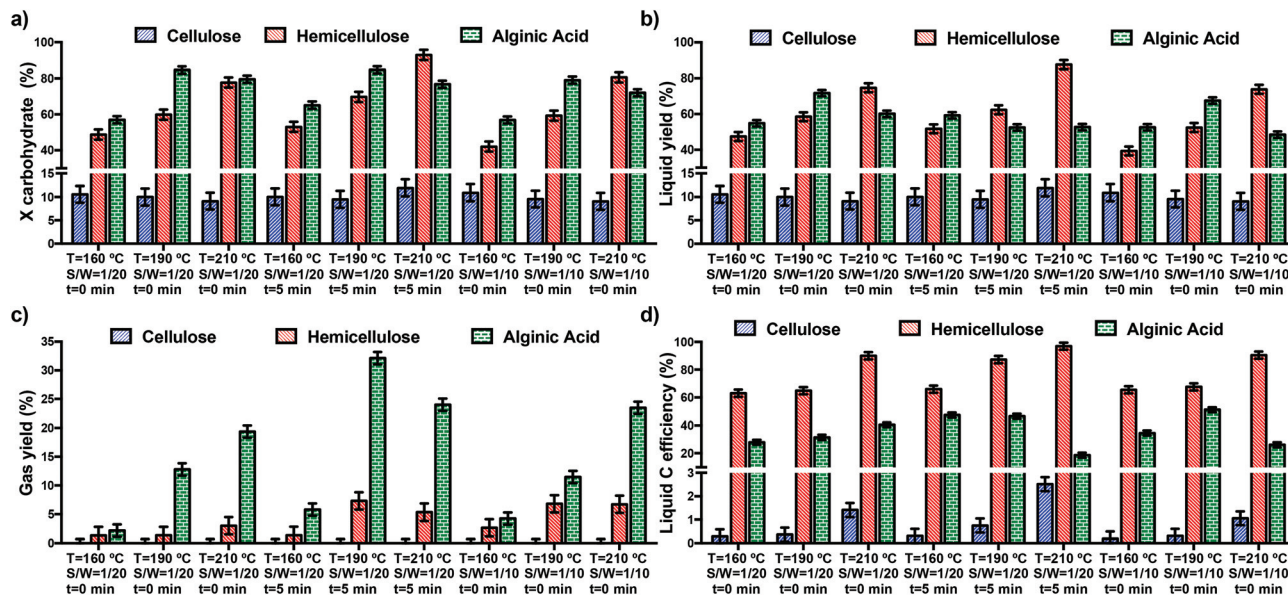 a)
Cellulose Hemicellulose Alginic Acid
X carbohydrate (%)
100
80
60
40
15
10
5
0
T=160 ºC T=190 ºC T=210 ºC T=160 ºC T=190 ºC T=210 ºC T=160 ºC T=190 ºC T=210 ºC
S/W=1/20 S/W=1/20 S/W=1/20 S/W=1/20 S/W=1/20 S/W=1/20 S/W=1/10 S/W=1/10 S/W=1/10
t=0 min t=0 min t=0 min t=5 min t=5 min t=5 min t=0 min t=0 min t=0 min
b)
Cellulose Hemicellulose Alginic Acid
Liquid yield (%)
100
80
60
40
15
10
5
0
T=160 ºC T=190 ºC T=210 ºC T=160 ºC T=190 ºC T=210 ºC T=160 ºC T=190 ºC T=210 ºC
S/W=1/20 S/W=1/20 S/W=1/20 S/W=1/20 S/W=1/20 S/W=1/20 S/W=1/10 S/W=1/10 S/W=1/10
t=0 min t=0 min t=0 min t=5 min t=5 min t=5 min t=0 min t=0 min t=0 min
c)
Cellulose Hemicellulose Alginic Acid
Gas yield (%)
35
30
25
20
15
10
5
0
T=160 ºC T=190 ºC T=210 ºC T=160 ºC T=190 ºC T=210 ºC T=160 ºC T=190 ºC T=210 ºC
S/W=1/20 S/W=1/20 S/W=1/20 S/W=1/20 S/W=1/20 S/W=1/20 S/W=1/10 S/W=1/10 S/W=1/10
t=0 min t=0 min t=0 min t=5 min t=5 min t=5 min t=0 min t=0 min t=0 min
d)
Cellulose Hemicellulose Alginic Acid
Liquid C efficiency (%)
100
80
60
40
20
3
2
1
0
T=160 ºC T=190 ºC T=210 ºC T=160 ºC T=190 ºC T=210 ºC T=160 ºC T=190 ºC T=210 ºC
S/W=1/20 S/W=1/20 S/W=1/20 S/W=1/20 S/W=1/20 S/W=1/20 S/W=1/10 S/W=1/10 S/W=1/10
t=0 min t=0 min t=0 min t=5 min t=5 min t=5 min t=0 min t=0 min t=0 min